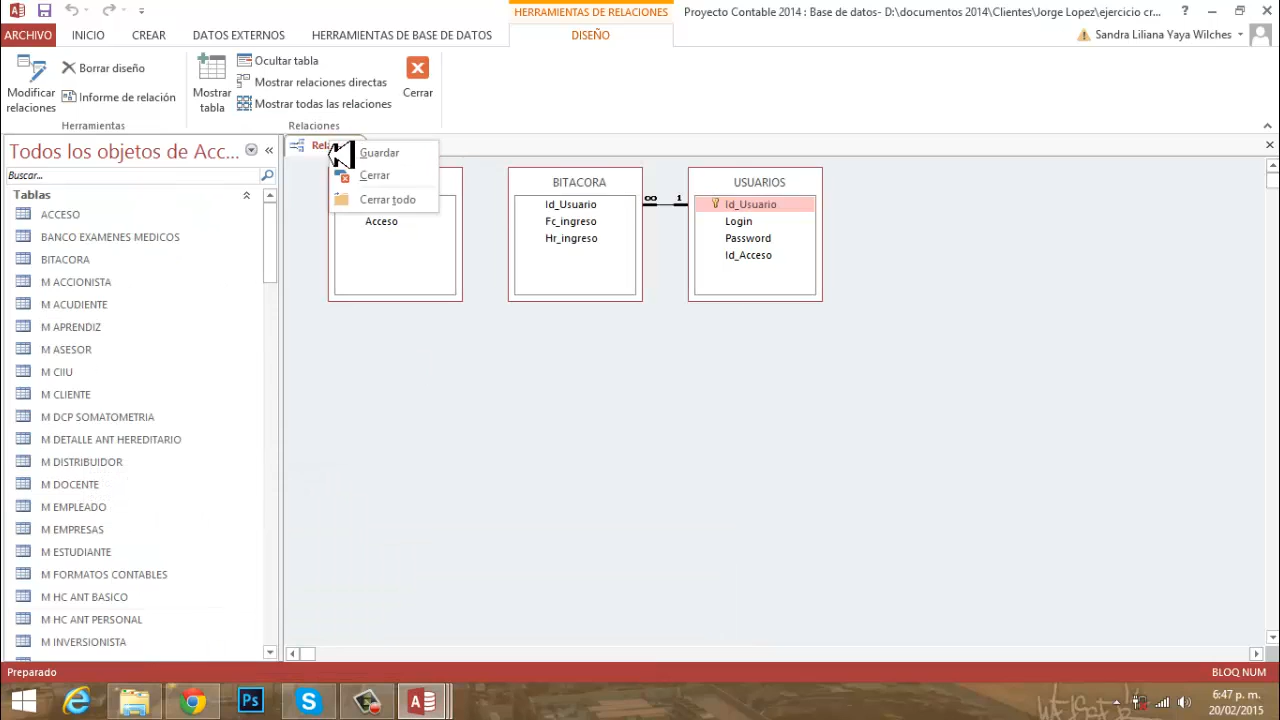 HERRAMIENTAS DE RELACIONES
Proyecto Contable 2014 : Base de datos- D:\documentos 2014\Clientes\Jorge Lopez\ejercicio cr...
ARCHIVO INICIO CREAR DATOS EXTERNOS HERRAMIENTAS DE BASE DE DATOS DISEÑO
Sandra Liliana Yaya Wilches
Modificar relaciones
Borrar diseño
Informe de relación
Herramientas
Mostrar tabla
Ocultar tabla
Mostrar relaciones directas
Mostrar todas las relaciones
Cerrar
Relaciones
Todos los objetos de Acc...
Buscar...
Tablas
ACCESO
BANCO EXAMENES MEDICOS
BITACORA
M ACCIONISTA
M ACUDIENTE
M APRENDIZ
M ASESOR
M CIIU
M CLIENTE
M DCP SOMATOMETRIA
M DETALLE ANT HEREDITARIO
M DISTRIBUIDOR
M DOCENTE
M EMPLEADO
M EMPRESAS
M ESTUDIANTE
M FORMATOS CONTABLES
M HC ANT BASICO
M HC ANT PERSONAL
M INVERSIONISTA
Guardar
Cerrar
Cerrar todo
Acceso
BITACORA
Id_Usuario
Fc_ingreso
Hr_ingreso
∞ 1
USUARIOS
Id_Usuario
Login
Password
Id_Acceso
Preparado
BLOQ NUM
Ps
6:47 p. m.
20/02/2015